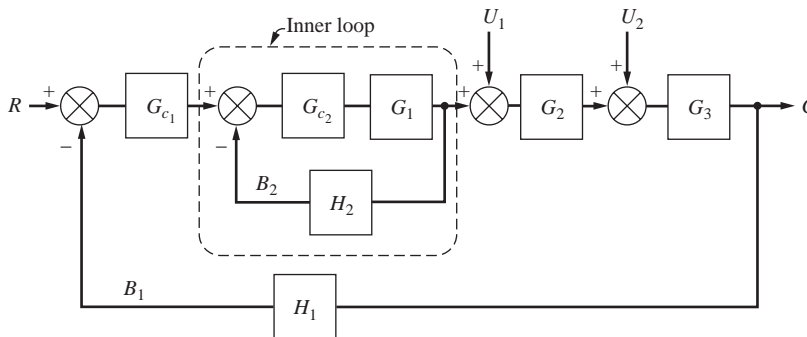 Inner loop
U1
U2
+
+
R
+
Gc1
+
Gc2
G1
+
G2
+
G3
−
−
B2
H2
B1
H1